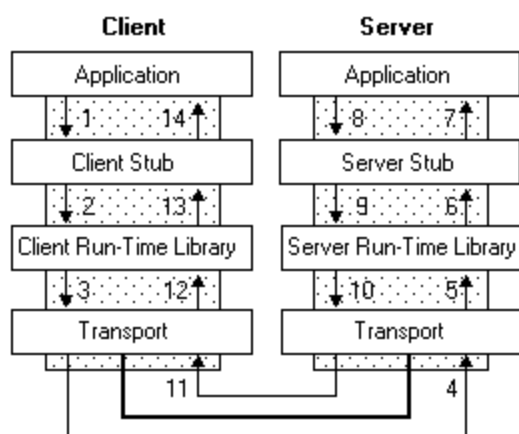 Client Server
Application Application
1 14 8 7
Client Stub Server Stub
2 13 9 6
Client Run-Time Library Server Run-Time Library
3 12 10 5
Transport Transport
11 4